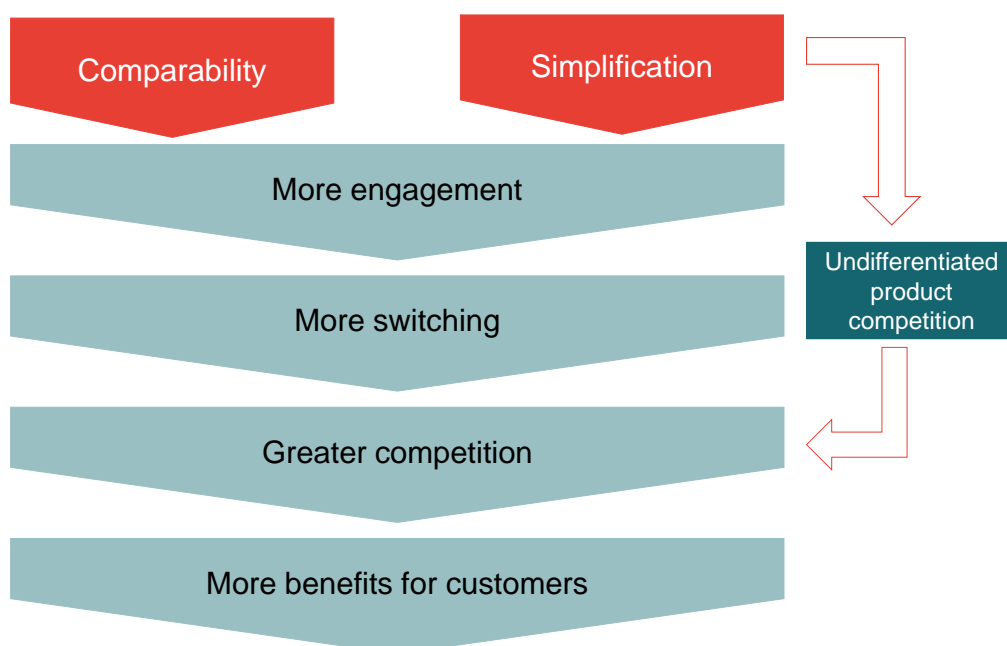 Comparability
Simplification
More engagement
Undifferentiated
product
competition
More switching
Greater competition
More benefits for customers